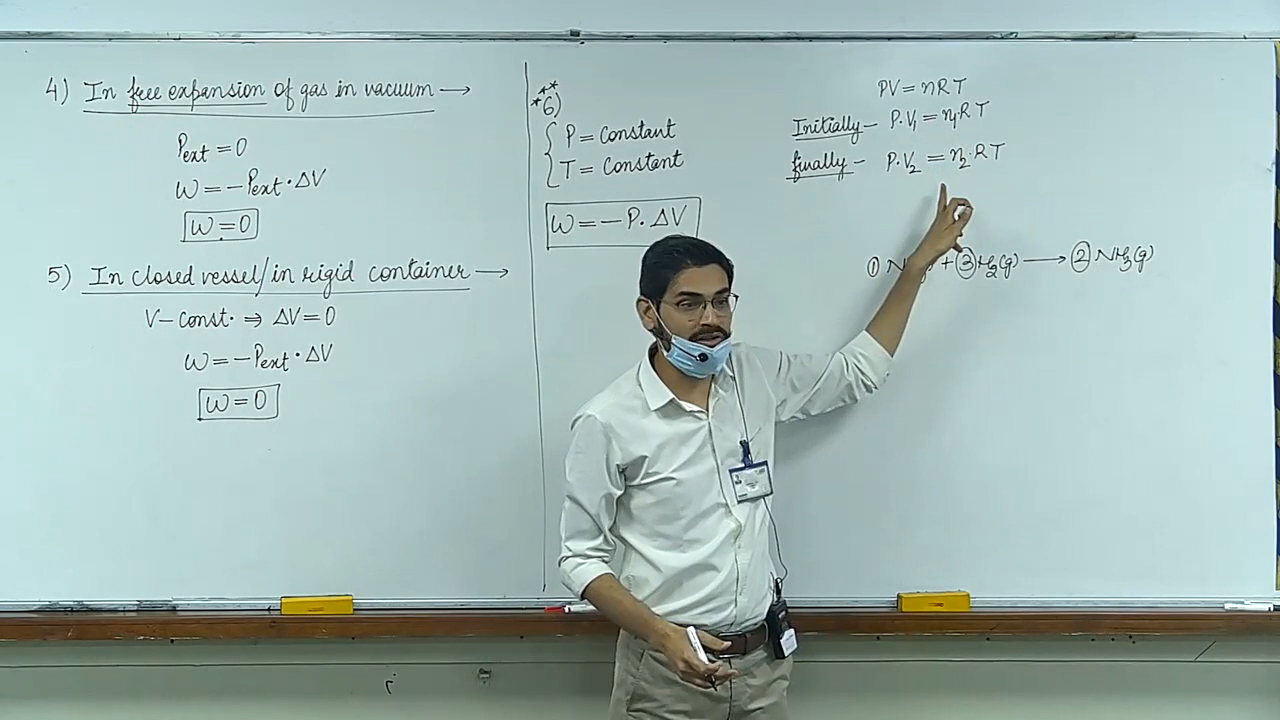 4) In free expansion of gas in vacuum →
Pext = 0
W = −Pext · ΔV
W = 0
5) In closed vessel/in rigid container →
V − Const. ⇒ ΔV = 0
W = −Pext · ΔV
W = 0
***6)
P = Constant
T = Constant
W = −P. ΔV
PV = nRT
Initially − P.V₁ = n₁.RT
finally − P.V₂ = n₂.RT
① N + ③ H₂(g) → ② NH₃(g)